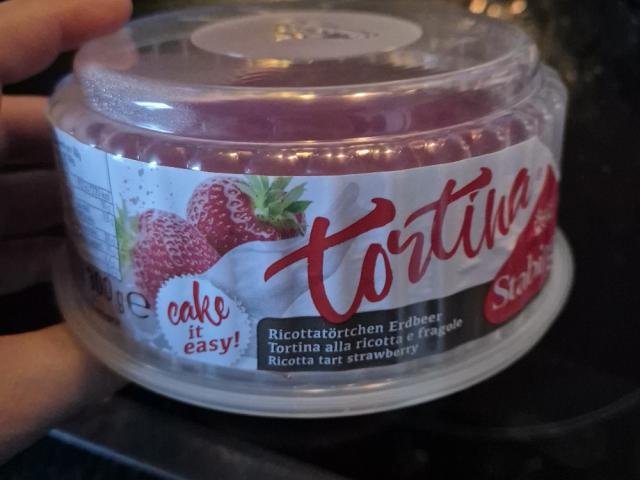 tortina
cake
it
easy!
Ricottatörtchen Erdbeer
Tortina alla ricotta e fragole
Ricotta tart strawberry